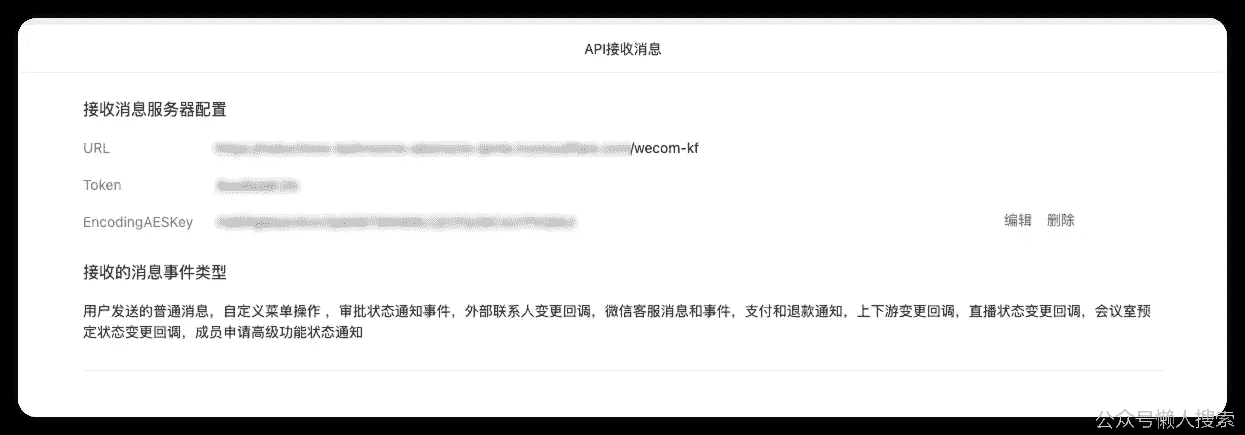 API接收消息
接收消息服务器配置
URL /wecom-kf
Token
EncodingAESKey 编辑 删除
接收的消息事件类型
用户发送的普通消息，自定义菜单操作 ，审批状态通知事件，外部联系人变更回调，微信客服消息和事件，支付和退款通知，上下游变更回调，直播状态变更回调，会议室预
定状态变更回调，成员申请高级功能状态通知
公众号懒人搜索